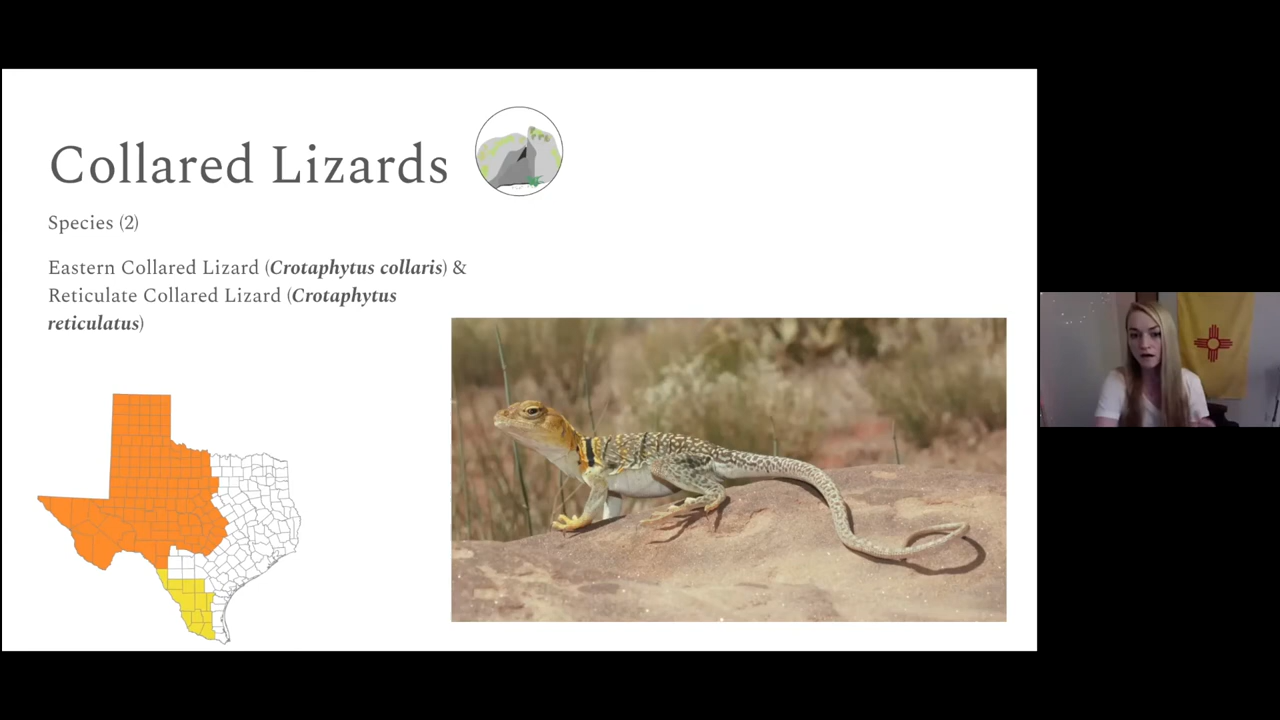 Collared Lizards
Species (2)
Eastern Collared Lizard (Crotaphytus collaris) &
Reticulate Collared Lizard (Crotaphytus
reticulatus)